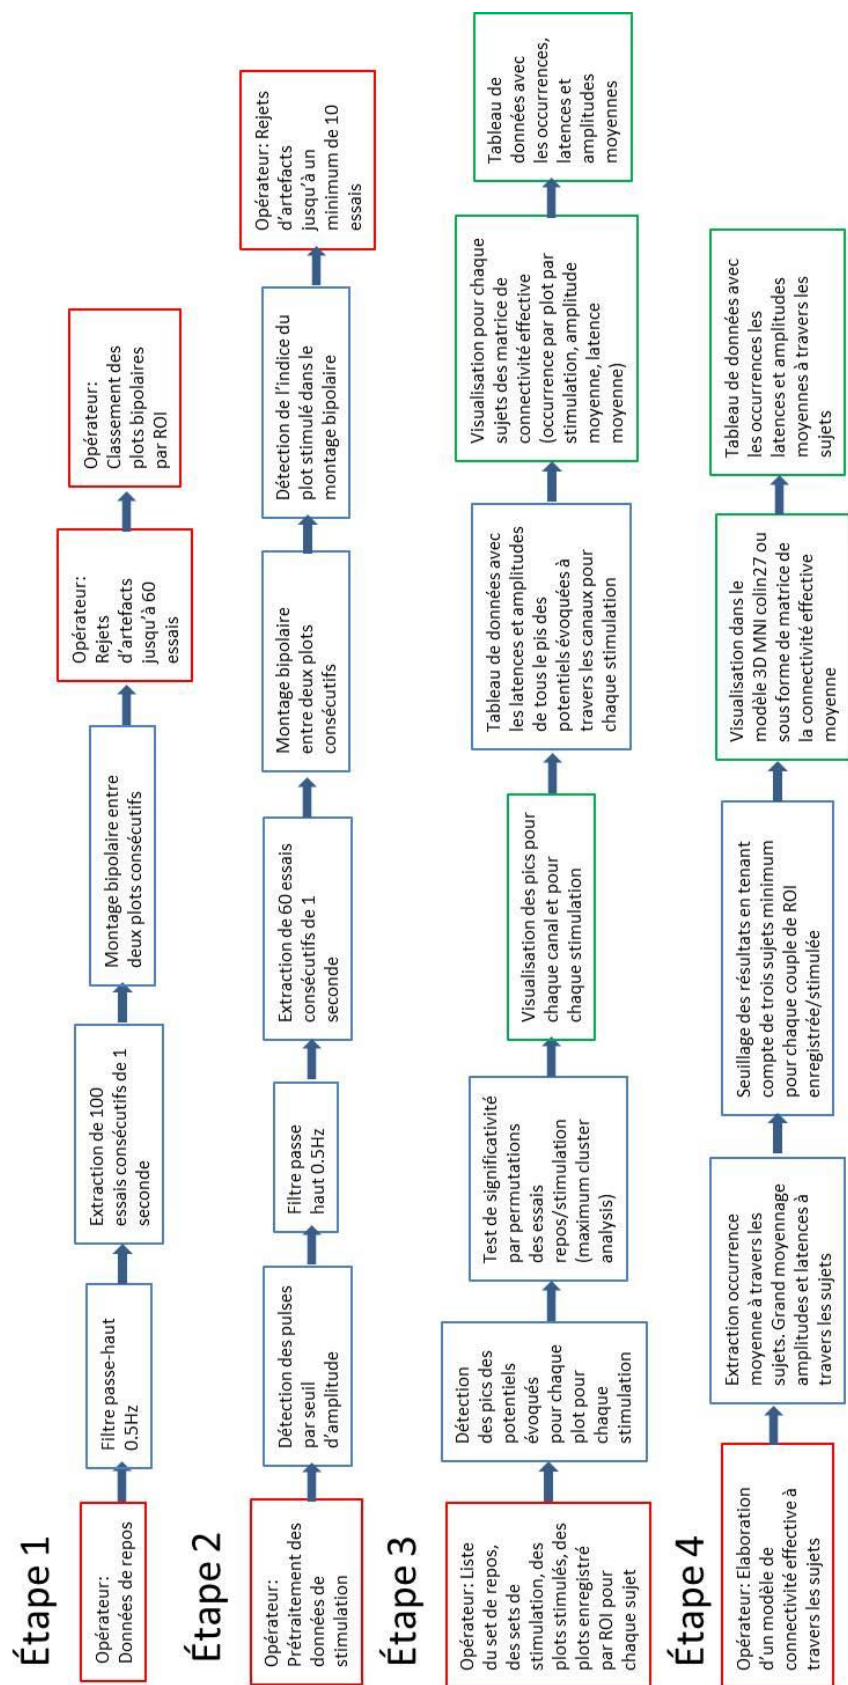 Étape 1
Opérateur:
Données de repos
Filtre passe-haut
0.5Hz
Extraction de 100
essais consécutifs de 1
seconde
Montage bipolaire entre
deux plots consécutifs
Opérateur:
Rejets
d'artefacts
jusqu'à 60
essais
Opérateur:
Classement des
plots bipolaires
par ROI
Étape 2
Opérateur:
Prétraitement des
données de
stimulation
Détection des pulses
par seuil
d'amplitude
Filtre passe
haut 0.5Hz
Extraction de 60 essais
consécutifs de 1
seconde
Montage bipolaire
entre deux plots
consécutifs
Détection de l'indice du
plot stimulé dans le
montage bipolaire
Opérateur: Rejets
d'artefacts
jusqu'à un
minimum de 10
essais
Étape 3
Opérateur: Liste
du set de repos,
des sets de
stimulation, des
plots stimulés, des
plots enregistré
par ROI pour
chaque sujet
Détection
des pics des
potentiels
évoqués
pour chaque
plot pour
chaque
stimulation
Test de significativité
par permutations
des essais
repos/stimulation
(maximum cluster
analysis)
Visualisation des pics pour
chaque canal et pour
chaque stimulation
Tableau de données avec
les latences et amplitudes
de tous le pis des
potentiels évoquées à
travers les canaux pour
chaque stimulation
Visualisation pour chaque
sujets des matrice de
connectivité effective
(occurrence par plot par
stimulation, amplitude
moyenne, latence
moyenne)
Tableau de
données avec
les occurrences,
latences et
amplitudes
moyennes
Étape 4
Opérateur: Elaboration
d'un modèle de
connectivité effective à
travers les sujets
Extraction occurrence
moyenne à travers les
sujets. Grand moyennage
amplitudes et latences à
travers les sujets
Seuillage des résultats en tenant
compte de trois sujets minimum
pour chaque couple de ROI
enregistrée/stimulée
Visualisation dans le
modèle 3D MNI colin27 ou
sous forme de matrice de
la connectivité effective
moyenne
Tableau de données avec
les occurrences les
latences et amplitudes
moyennes à travers les
sujets